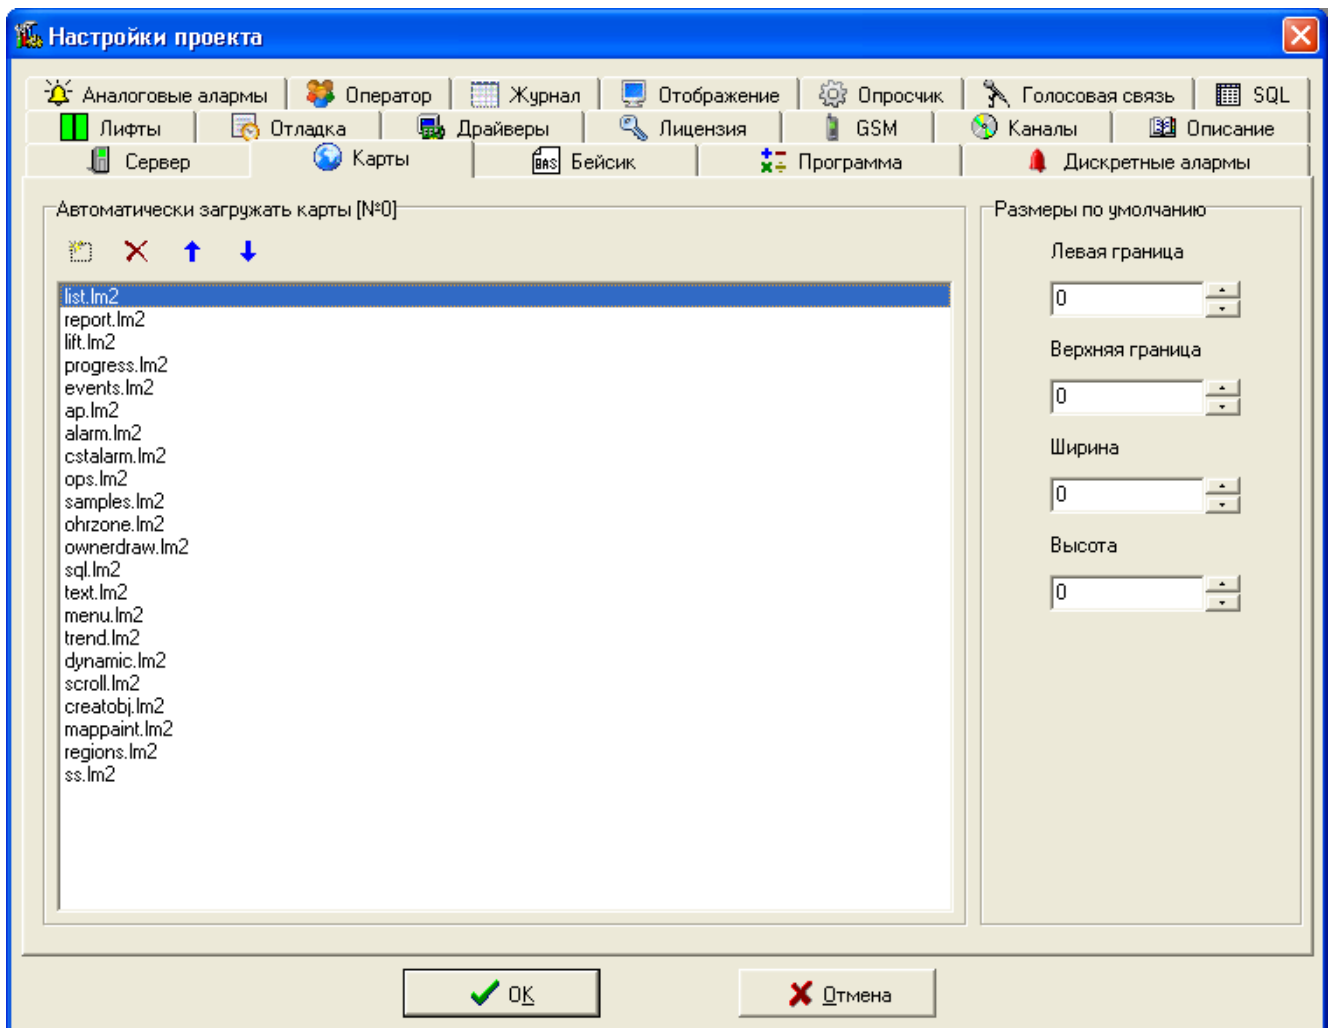 Настройки проекта
Аналоговые алармы Оператор Журнал Отображение Опросчик Голосовая связь SQL
Лифты Отладка Драйверы Лицензия GSM Каналы Описание
Сервер Карты BAS Бейсик Программа Дискретные алармы
Автоматически загружать карты [№0]
list.lm2
report.lm2
lift.lm2
progress.lm2
events.lm2
ap.lm2
alarm.lm2
cstalarm.lm2
ops.lm2
samples.lm2
ohrzone.lm2
ownerdraw.lm2
sql.lm2
text.lm2
menu.lm2
trend.lm2
dynamic.lm2
scroll.lm2
creatobj.lm2
mappaint.lm2
regions.lm2
ss.lm2
Размеры по умолчанию
Левая граница
0
Верхняя граница
0
Ширина
0
Высота
0
OK Отмена